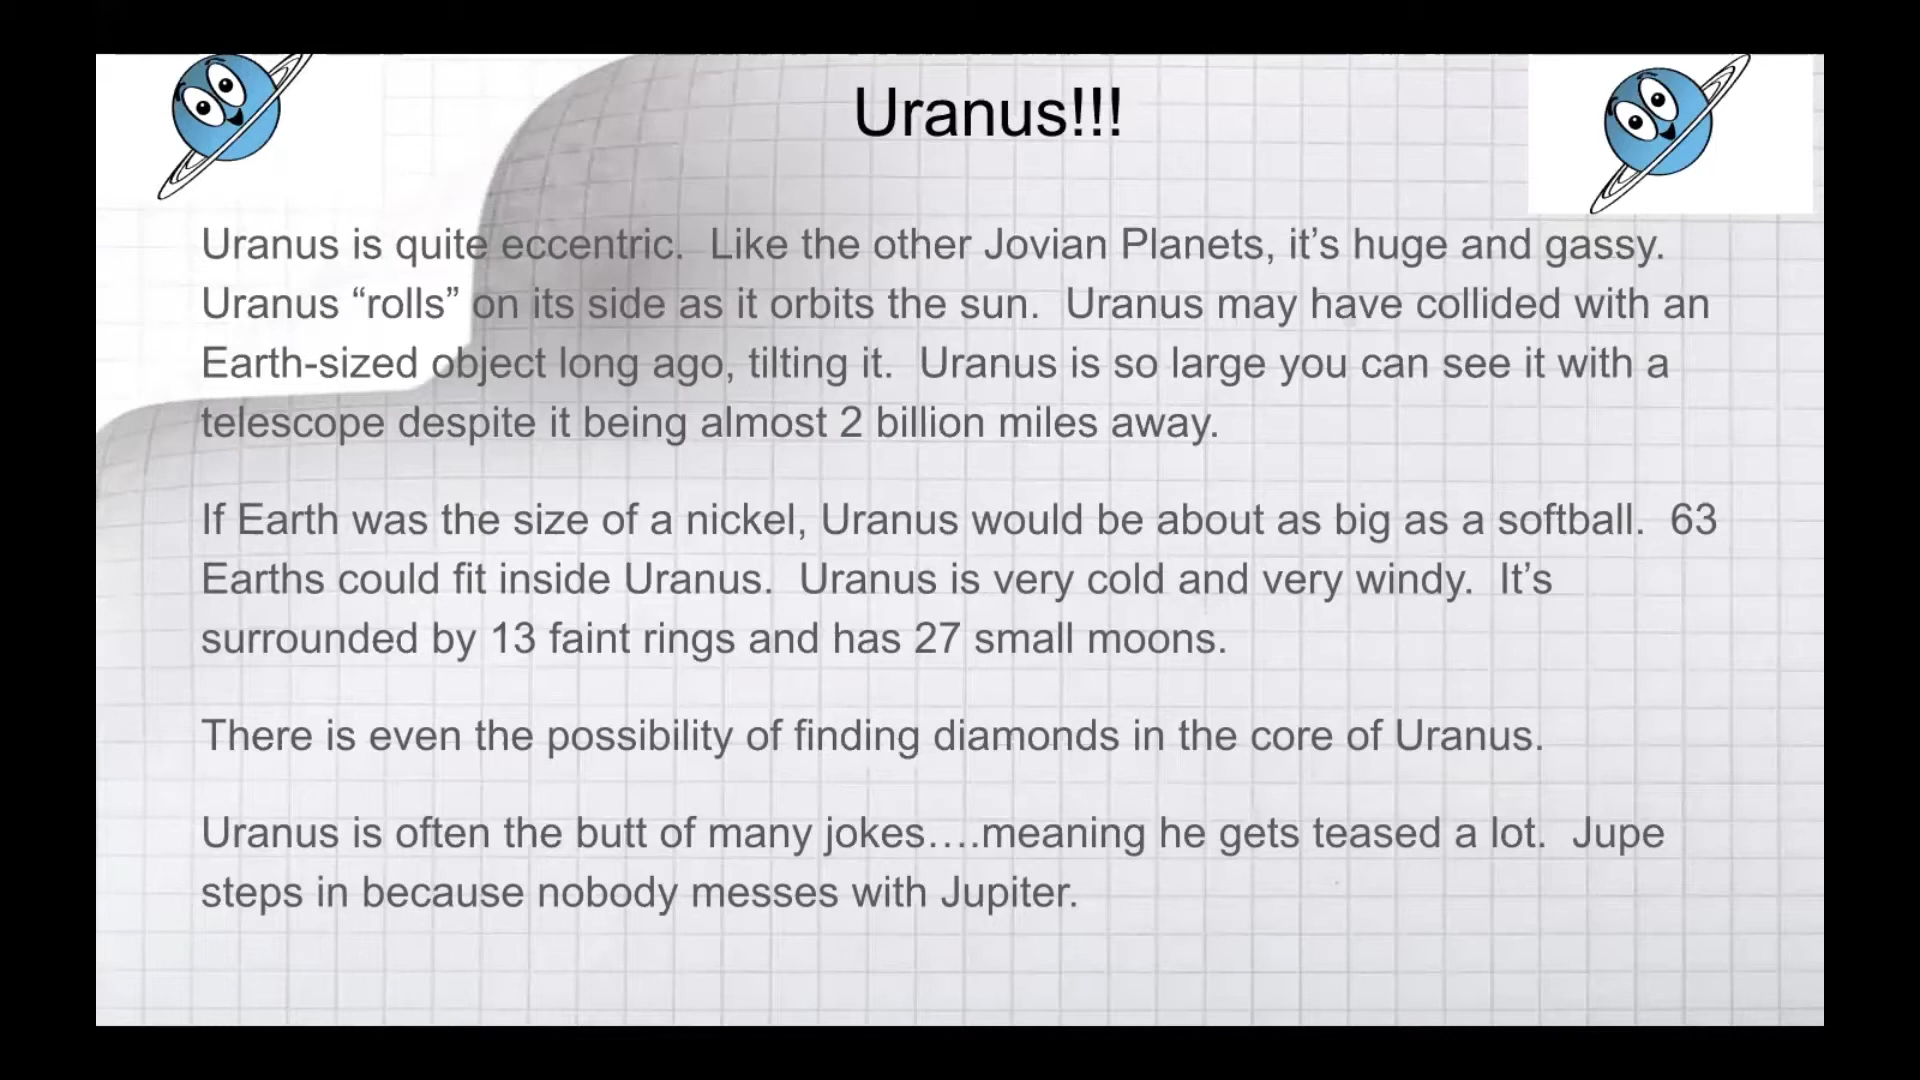 Uranus!!!
Uranus is quite eccentric.  Like the other Jovian Planets, it’s huge and gassy.
Uranus “rolls” on its side as it orbits the sun.  Uranus may have collided with an
Earth-sized object long ago, tilting it.  Uranus is so large you can see it with a
telescope despite it being almost 2 billion miles away.
If Earth was the size of a nickel, Uranus would be about as big as a softball.  63
Earths could fit inside Uranus.  Uranus is very cold and very windy.  It’s
surrounded by 13 faint rings and has 27 small moons.
There is even the possibility of finding diamonds in the core of Uranus.
Uranus is often the butt of many jokes….meaning he gets teased a lot.  Jupe
steps in because nobody messes with Jupiter.